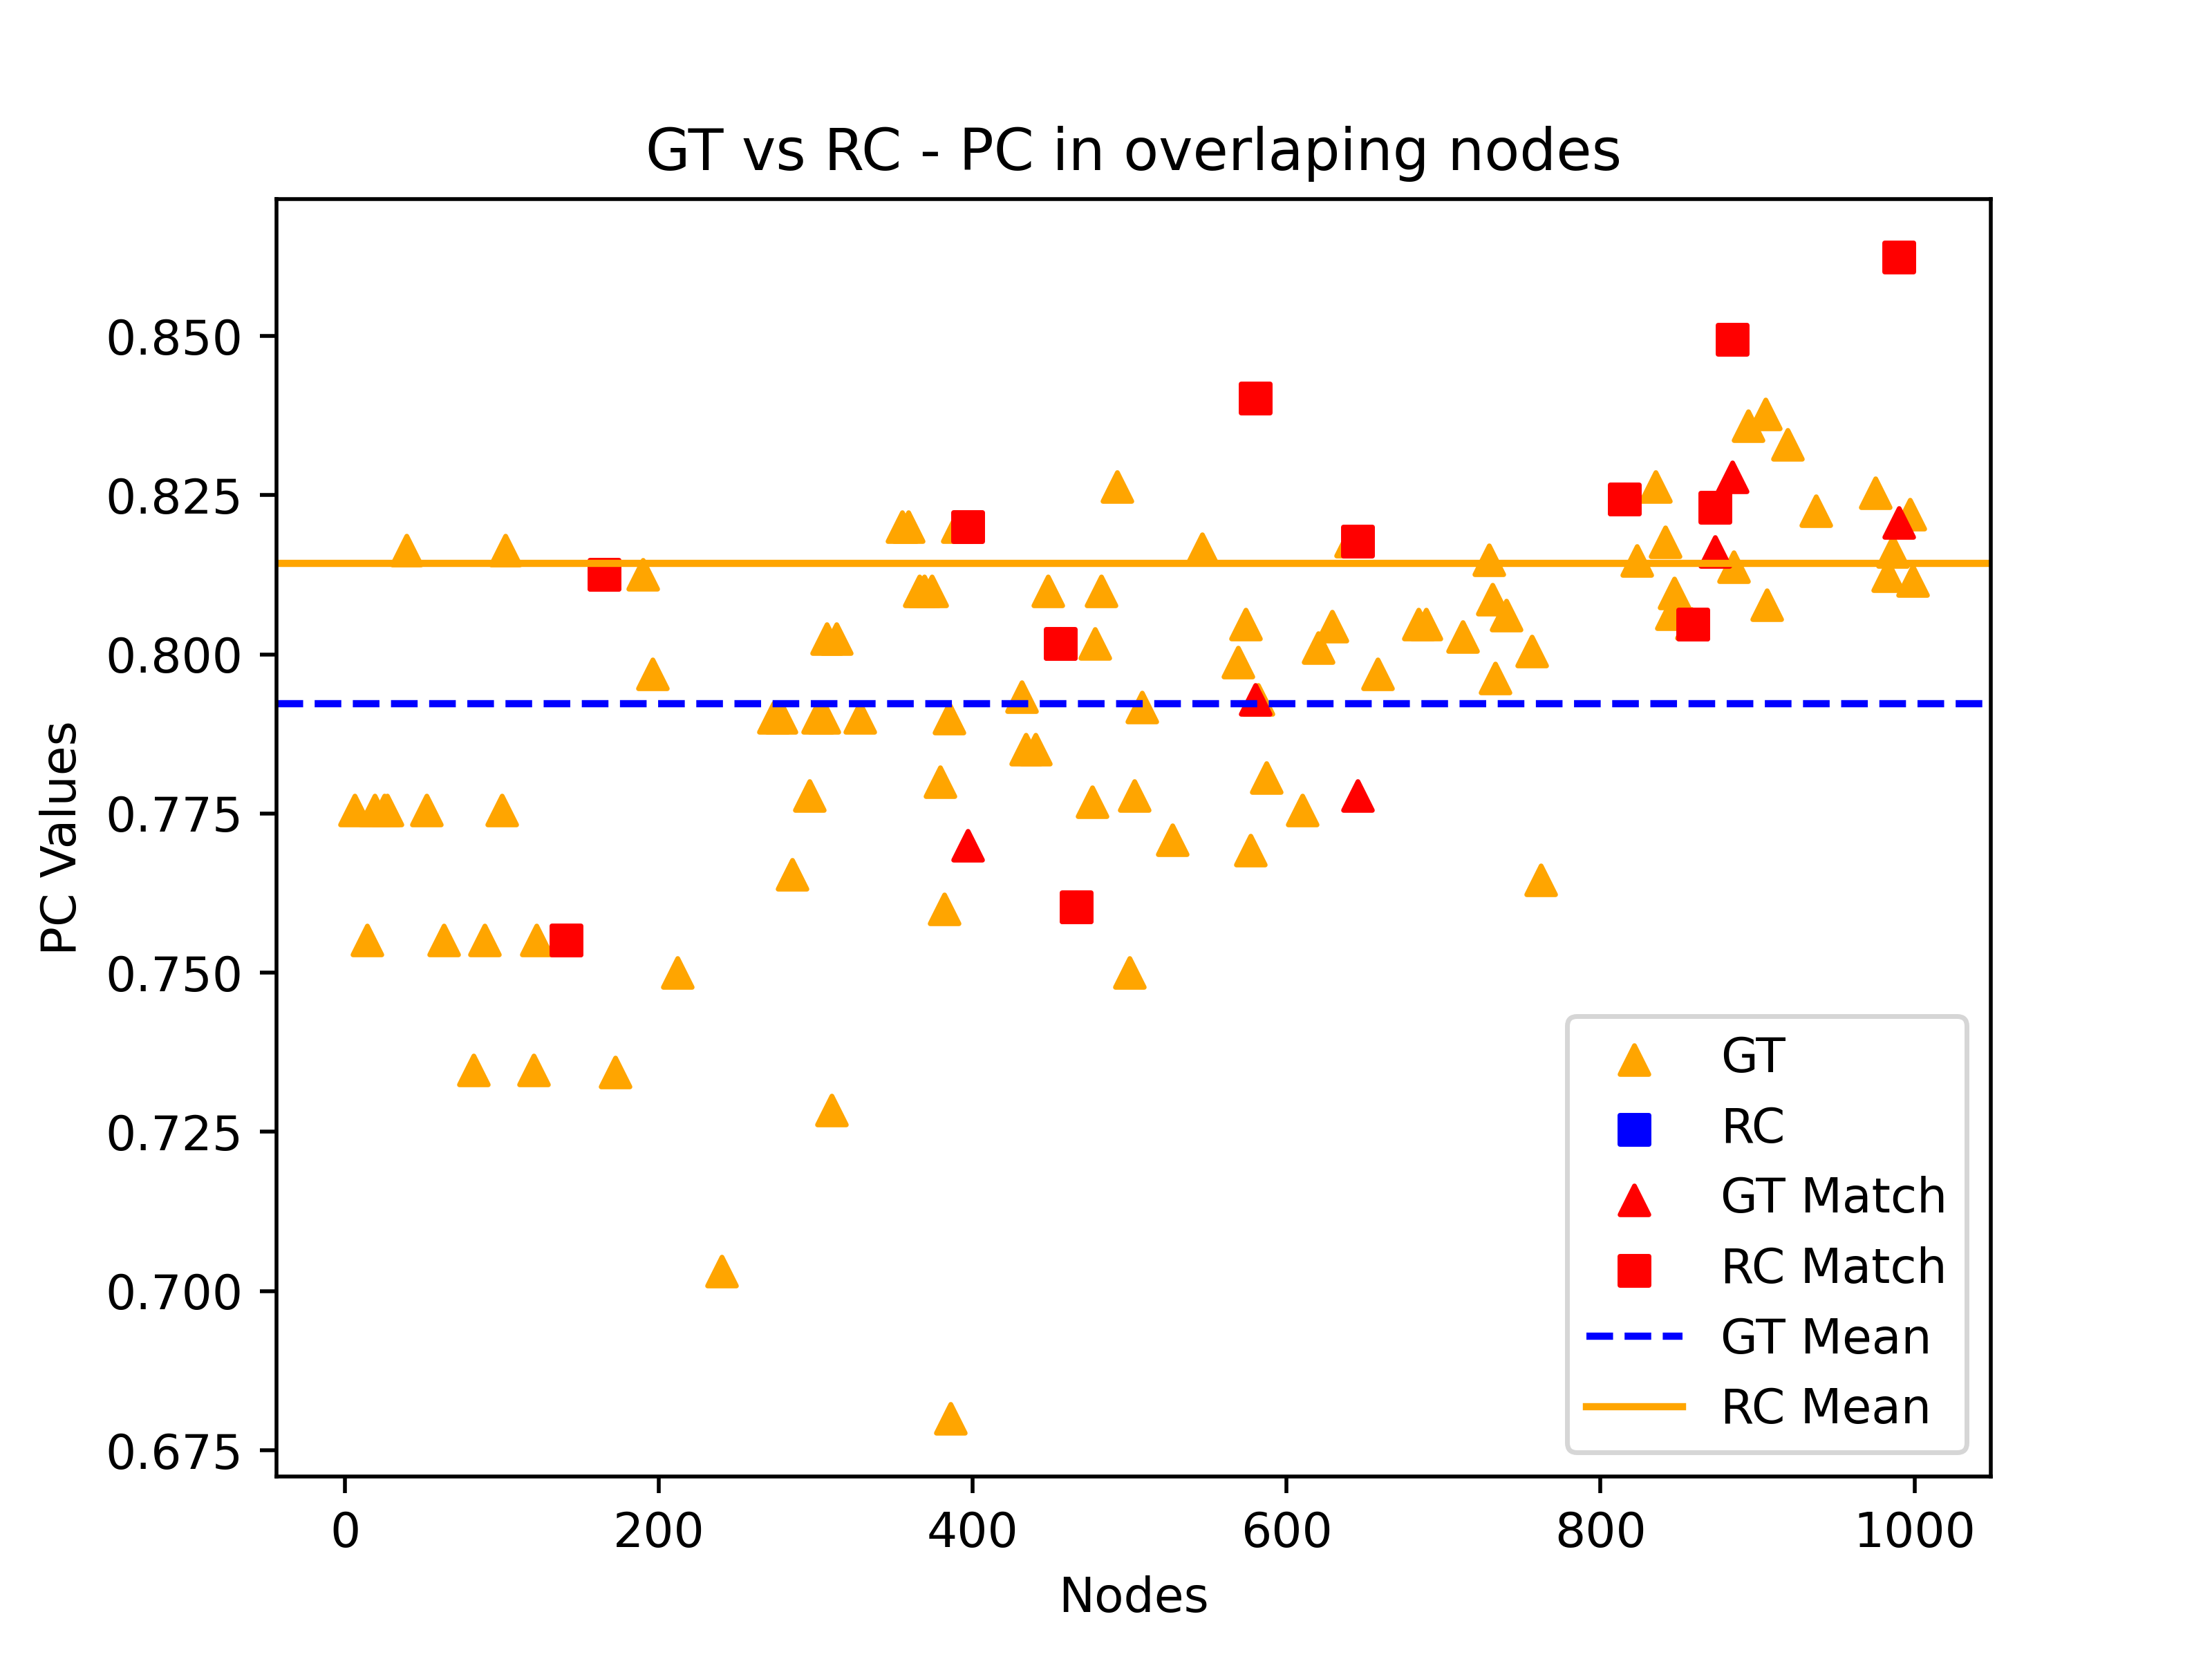 GT vs RC - PC in overlaping nodes
PC Values
0.850
0.825
0.800
0.775
0.750
0.725
0.700
0.675
0 200 400 600 800 1000
Nodes
GT
RC
GT Match
RC Match
GT Mean
RC Mean